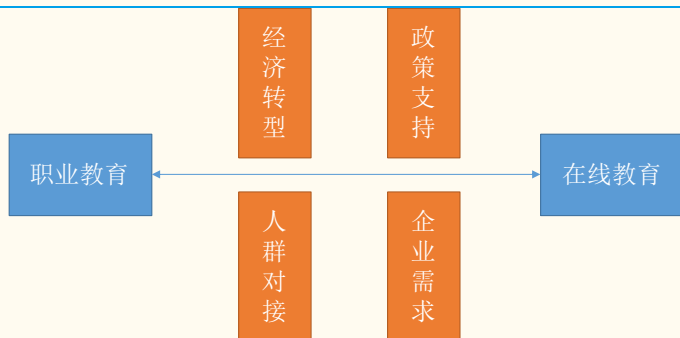 经济转型
政策支持
职业教育
在线教育
人群对接
企业需求